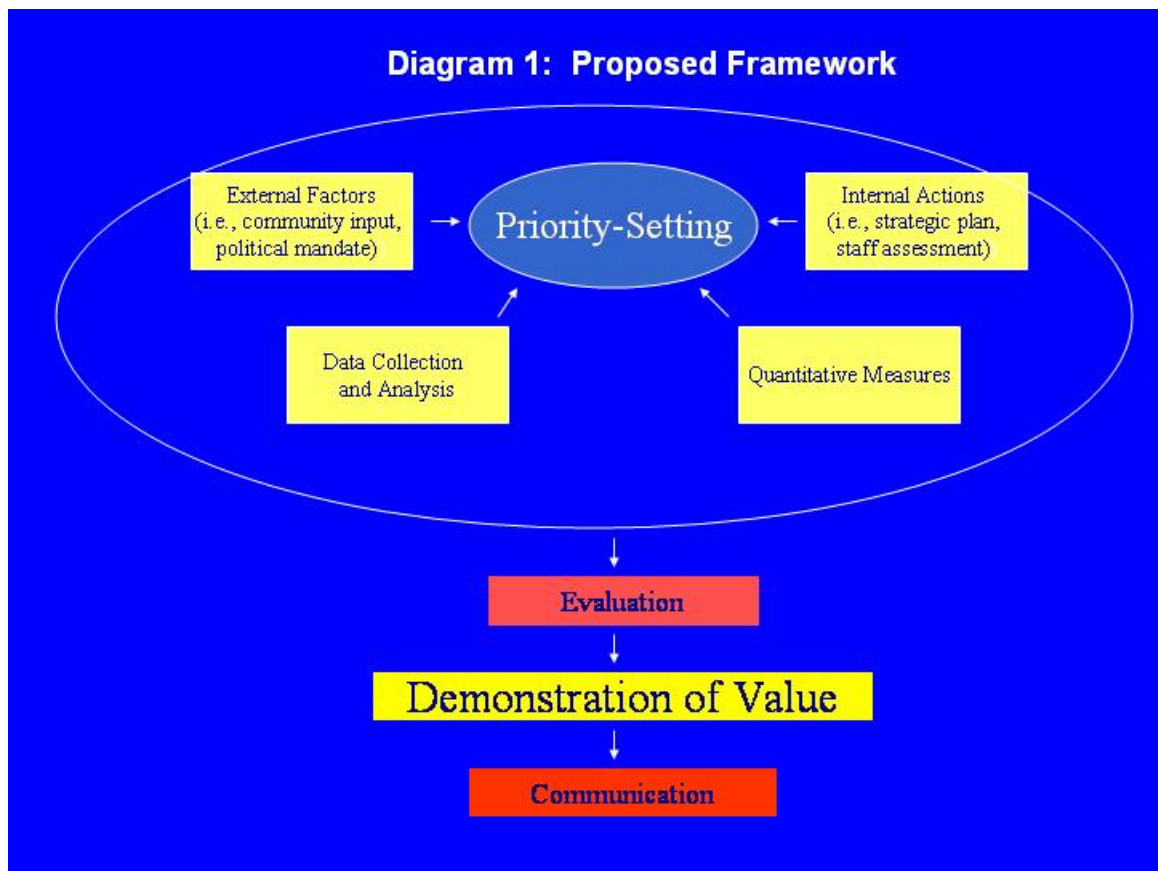 Diagram 1: Proposed Framework
External Factors
(i.e., community input,
political mandate)
Priority-Setting
Internal Actions
(i.e., strategic plan,
staff assessment)
Data Collection
and Analysis
Quantitative Measures
Evaluation
Demonstration of Value
Communication